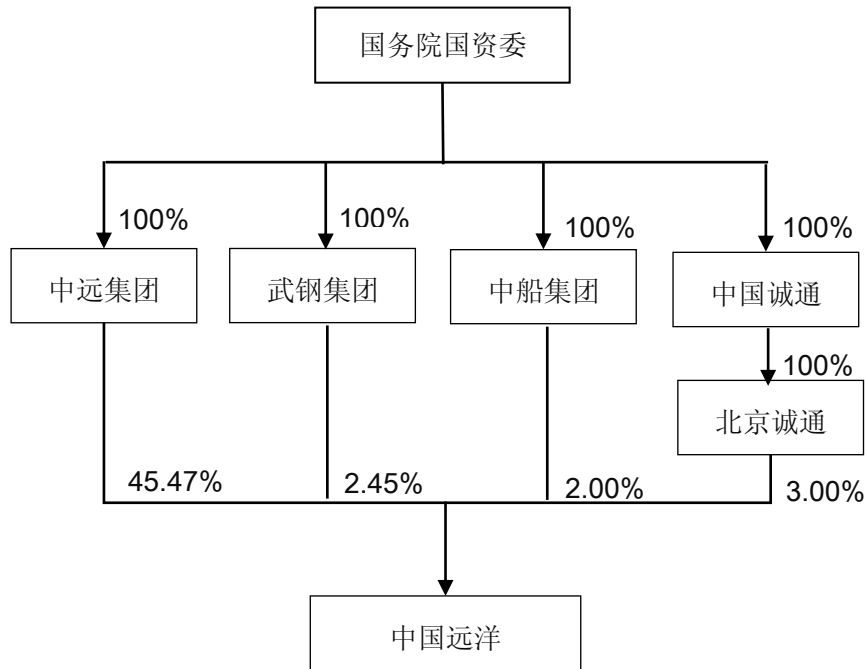 国务院国资委
100%
100%
100%
100%
中远集团
武钢集团
中船集团
中国诚通
100%
北京诚通
45.47%
2.45%
2.00%
3.00%
中国远洋